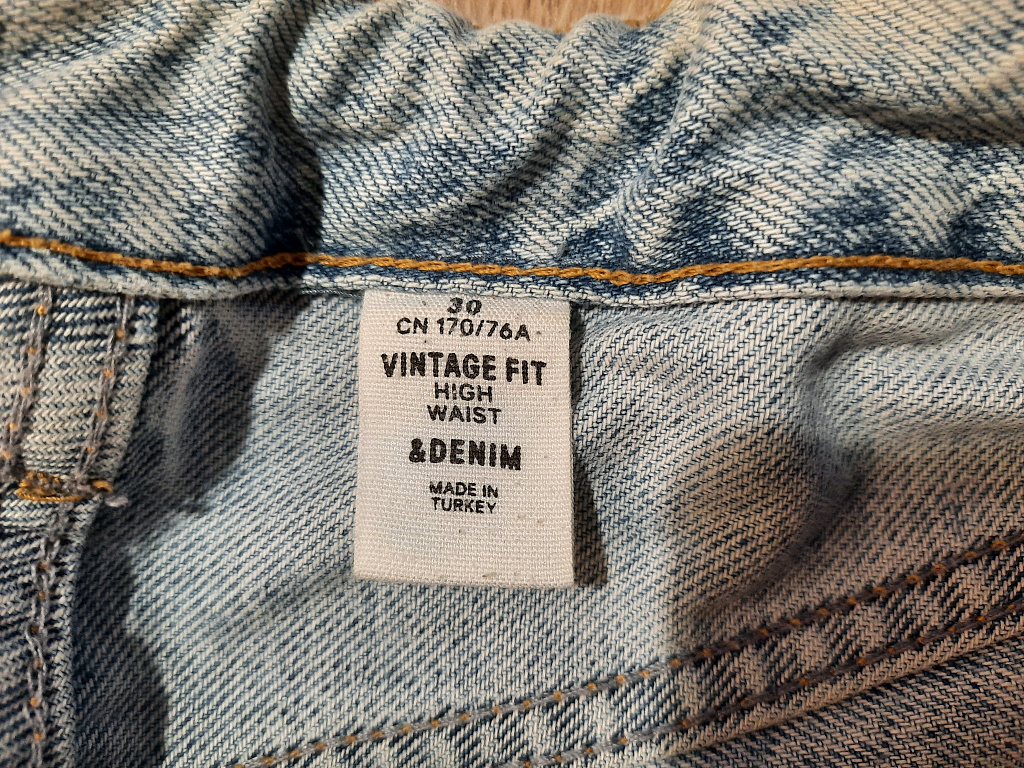 30
CN 170/76A
VINTAGE FIT
HIGH
WAIST
&DENIM
MADE IN
TURKEY